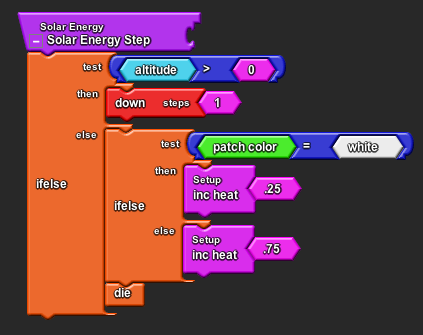 Solar Energy
Solar Energy Step
test altitude > 0
then down steps 1
else test patch color = white
then Setup
inc heat .25
ifelse
ifelse
else Setup
inc heat .75
die